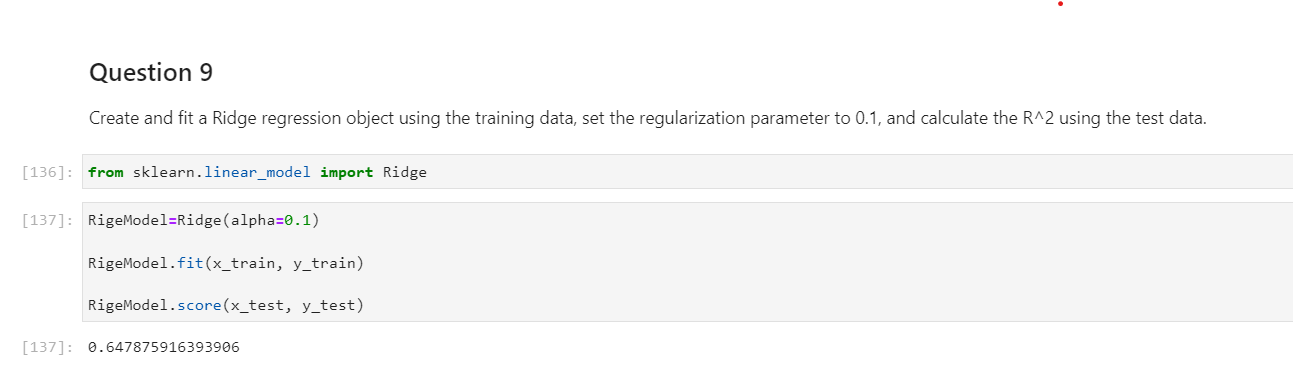 Question 9
Create and fit a Ridge regression object using the training data, set the regularization parameter to 0.1, and calculate the R^2 using the test data.
[136]: from sklearn.linear_model import Ridge
[137]: RigeModel=Ridge(alpha=0.1)
RigeModel.fit(x_train, y_train)
RigeModel.score(x_test, y_test)
[137]: 0.647875916393906